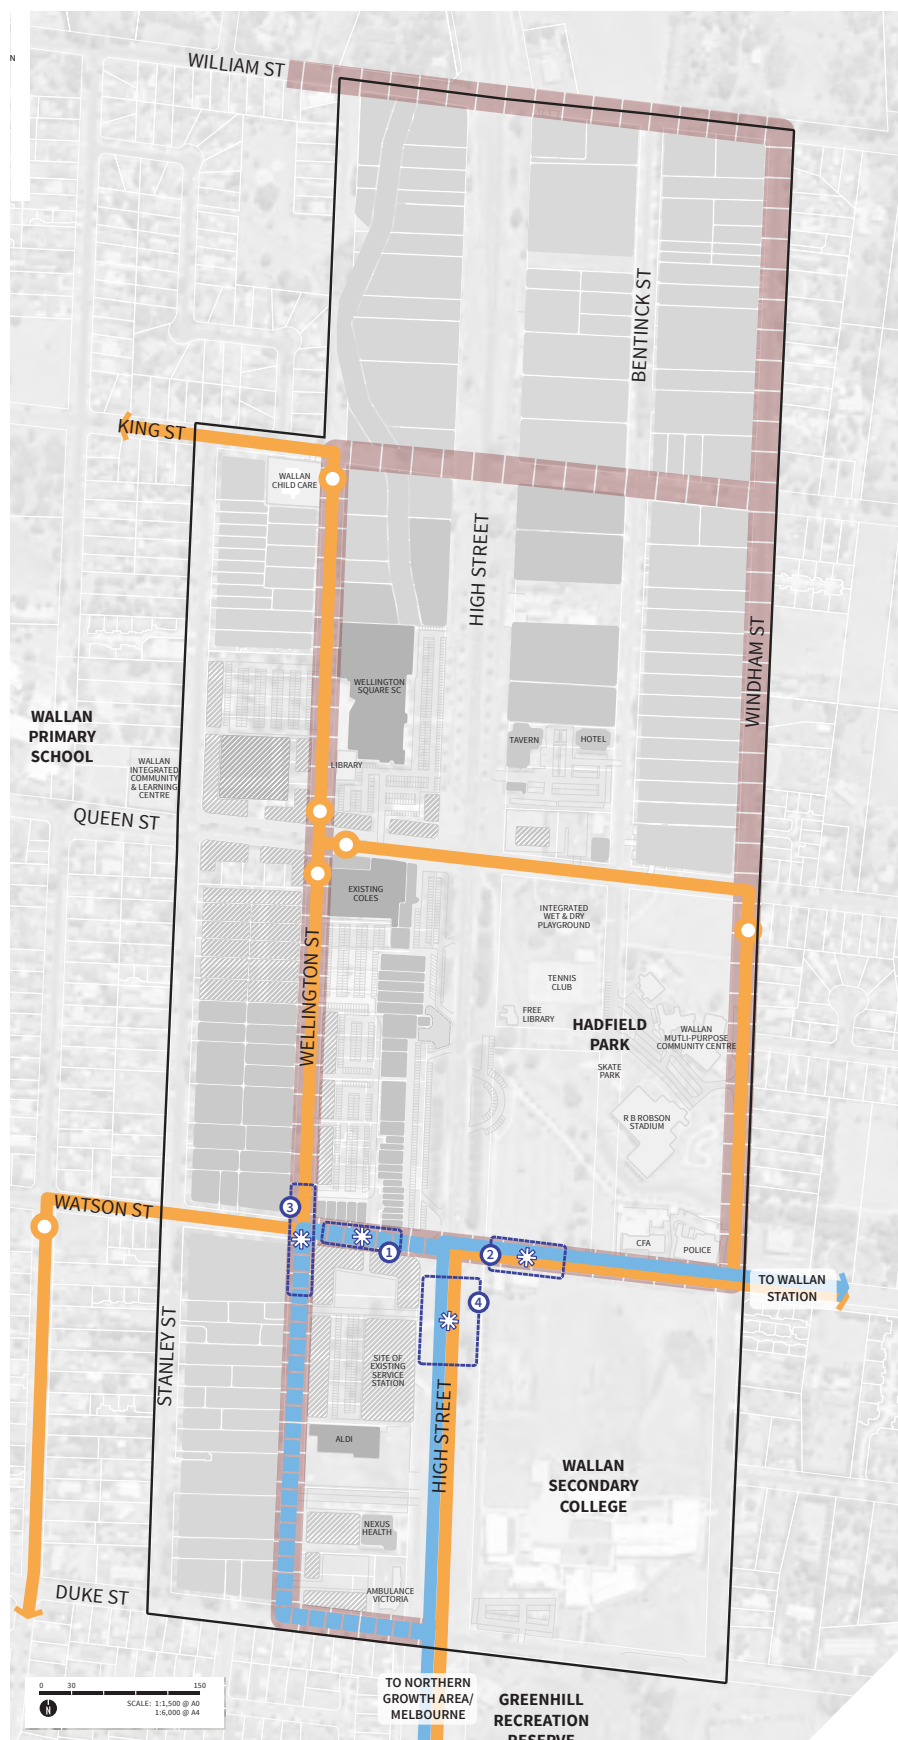 N
WILLIAM ST
BENTINCK ST
KING ST
WALLAN
CHILD CARE
HIGH STREET
WINDHAM ST
WELLINGTON
SQUARE SC
WALLAN
PRIMARY
SCHOOL
TAVERN
HOTEL
LIBRARY
WALLAN
INTEGRATED
COMMUNITY
& LEARNING
CENTRE
QUEEN ST
EXISTING
COLES
INTEGRATED
WET & DRY
PLAYGROUND
WELLINGTON ST
TENNIS
CLUB
FREE
LIBRARY
HADFIELD
PARK
WALLAN
MUTLI-PURPOSE
COMMUNITY CENTRE
SKATE
PARK
R B ROBSON
STADIUM
WATSON ST
3
1
2
4
CFA
POLICE
TO WALLAN
STATION
STANLEY ST
SITE OF
EXISTING
SERVICE
STATION
HIGH STREET
ALDI
WALLAN
SECONDARY
COLLEGE
NEXUS
HEALTH
AMBULANCE
VICTORIA
DUKE ST
TO NORTHERN
GROWTH AREA/
MELBOURNE
GREENHILL
RECREATION
RESERVE
0 30 150
N
SCALE: 1:1,500 @ A0
1:6,000 @ A4